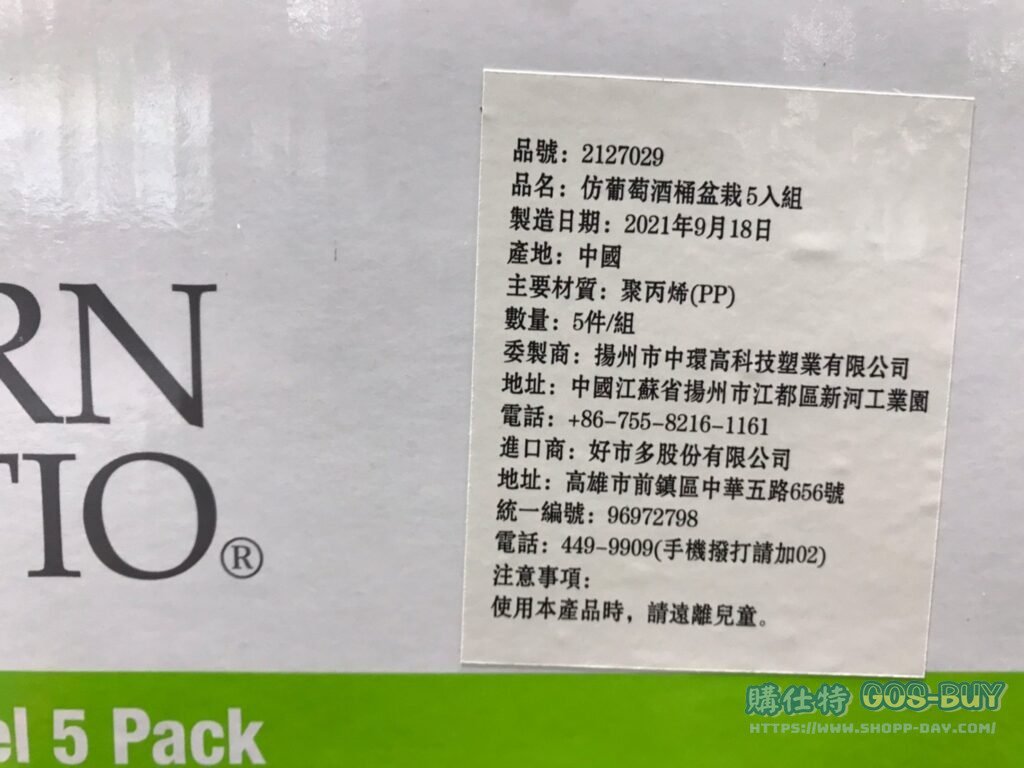 RN
TIO®
el 5 Pack
品號：2127029
品名：仿葡萄酒桶盆栽5入組
製造日期：2021年9月18日
產地：中國
主要材質：聚丙烯(PP)
數量：5件/組
委製商：揚州市中環高科技塑業有限公司
地址：中國江蘇省揚州市江都區新河工業園
電話：+86-755-8216-1161
進口商：好市多股份有限公司
地址：高雄市前鎮區中華五路656號
統一編號：96972798
電話：449-9909(手機撥打請加02)
注意事項：
使用本產品時，請遠離兒童。
購仕特 GOS-BUY
HTTPS://WWW.SHOPP-DAY.COM/